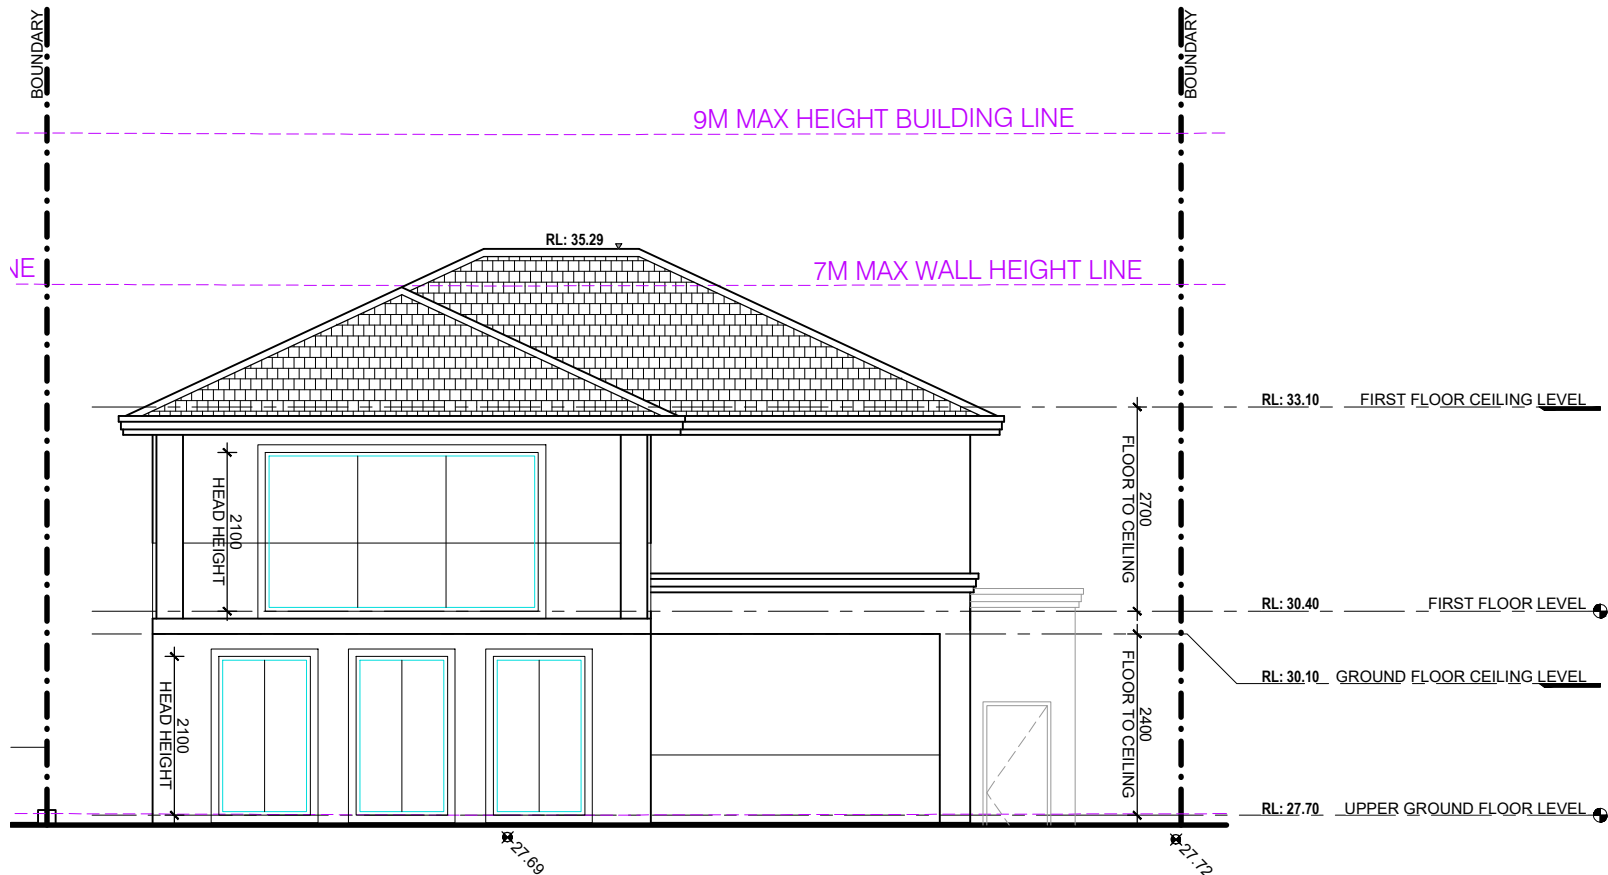 BOUNDARY
BOUNDARY
9M MAX HEIGHT BUILDING LINE
RL: 35.29
NE
7M MAX WALL HEIGHT LINE
RL: 33.10 FIRST FLOOR CEILING LEVEL
2100
HEAD HEIGHT
2700
FLOOR TO CEILING
RL: 30.40 FIRST FLOOR LEVEL
RL: 30.10 GROUND FLOOR CEILING LEVEL
2100
HEAD HEIGHT
2400
FLOOR TO CEILING
RL: 27.70 UPPER GROUND FLOOR LEVEL
27.69
27.72